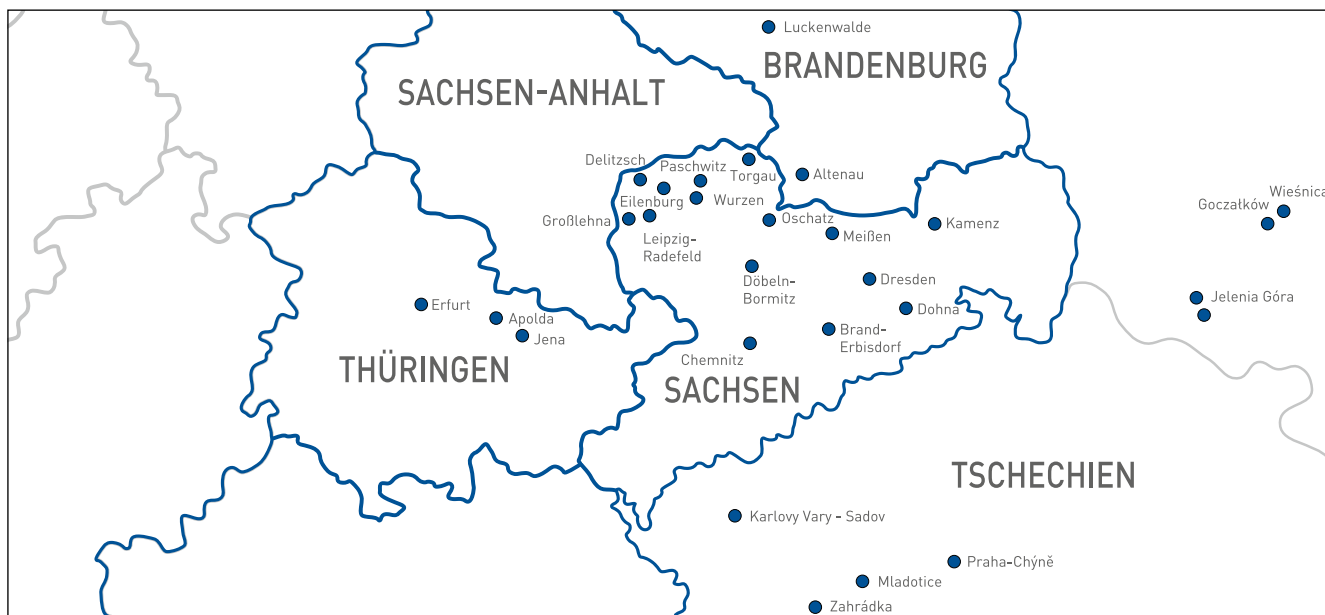 Luckenwalde
BRANDENBURG
SACHSEN-ANHALT
Delitzsch
Paschwitz
Torgau
Altenau
Eilenburg
Wurzen
Wieśnica
Goczałków
Großlehna
Oschatz
Kamenz
Meißen
Leipzig-
Radefeld
Döbeln-
Bormitz
Dresden
Jelenia Góra
Erfurt
Apolda
Dohna
Jena
Brand-
Erbisdorf
Chemnitz
THÜRINGEN
SACHSEN
TSCHECHIEN
Karlovy Vary - Sadov
Praha-Chýně
Mladotice
Zahrádka